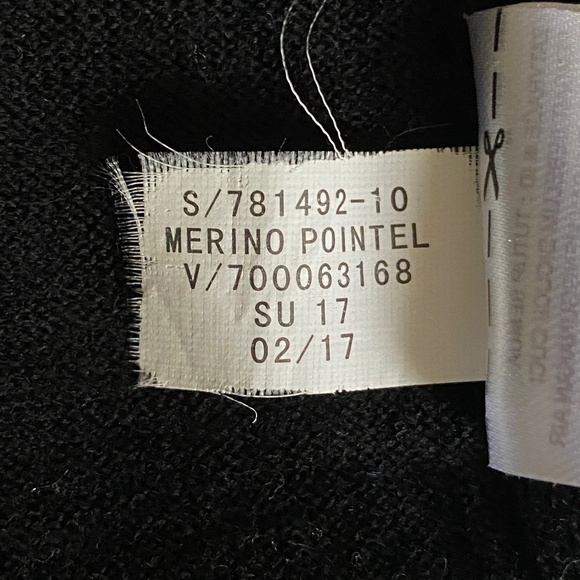 S/781492-10
MERINO POINTEL
V/700063168
SU 17
02/17